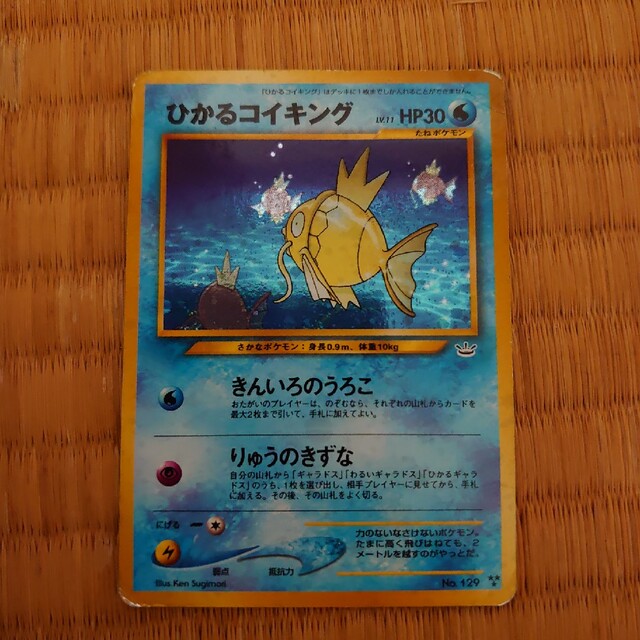 「ひかるコイキング」はデッキに1枚までしか入れることができません。
ひかるコイキング LV.11 HP30
たねポケモン
さかなポケモン：身長0.9m、体重10kg
きんいろのうろこ
おたがいのプレイヤーは、のぞむなら、それぞれの山札からカードを
最大2枚まで引いて、手札に加えてよい。
りゅうのきずな
自分の山札から「ギャラドス」「わるいギャラドス」「ひかるギャラ
ドス」のうち、1枚を選び出し、相手プレイヤーに見せてから、手札
に加える。その後、その山札をよく切る。
にげる
弱点 抵抗力
力のないなさけないポケモン。
たまに高く飛びはねても、2
メートルを越すのがやっとだ。
Illus. Ken Sugimori
No. 129